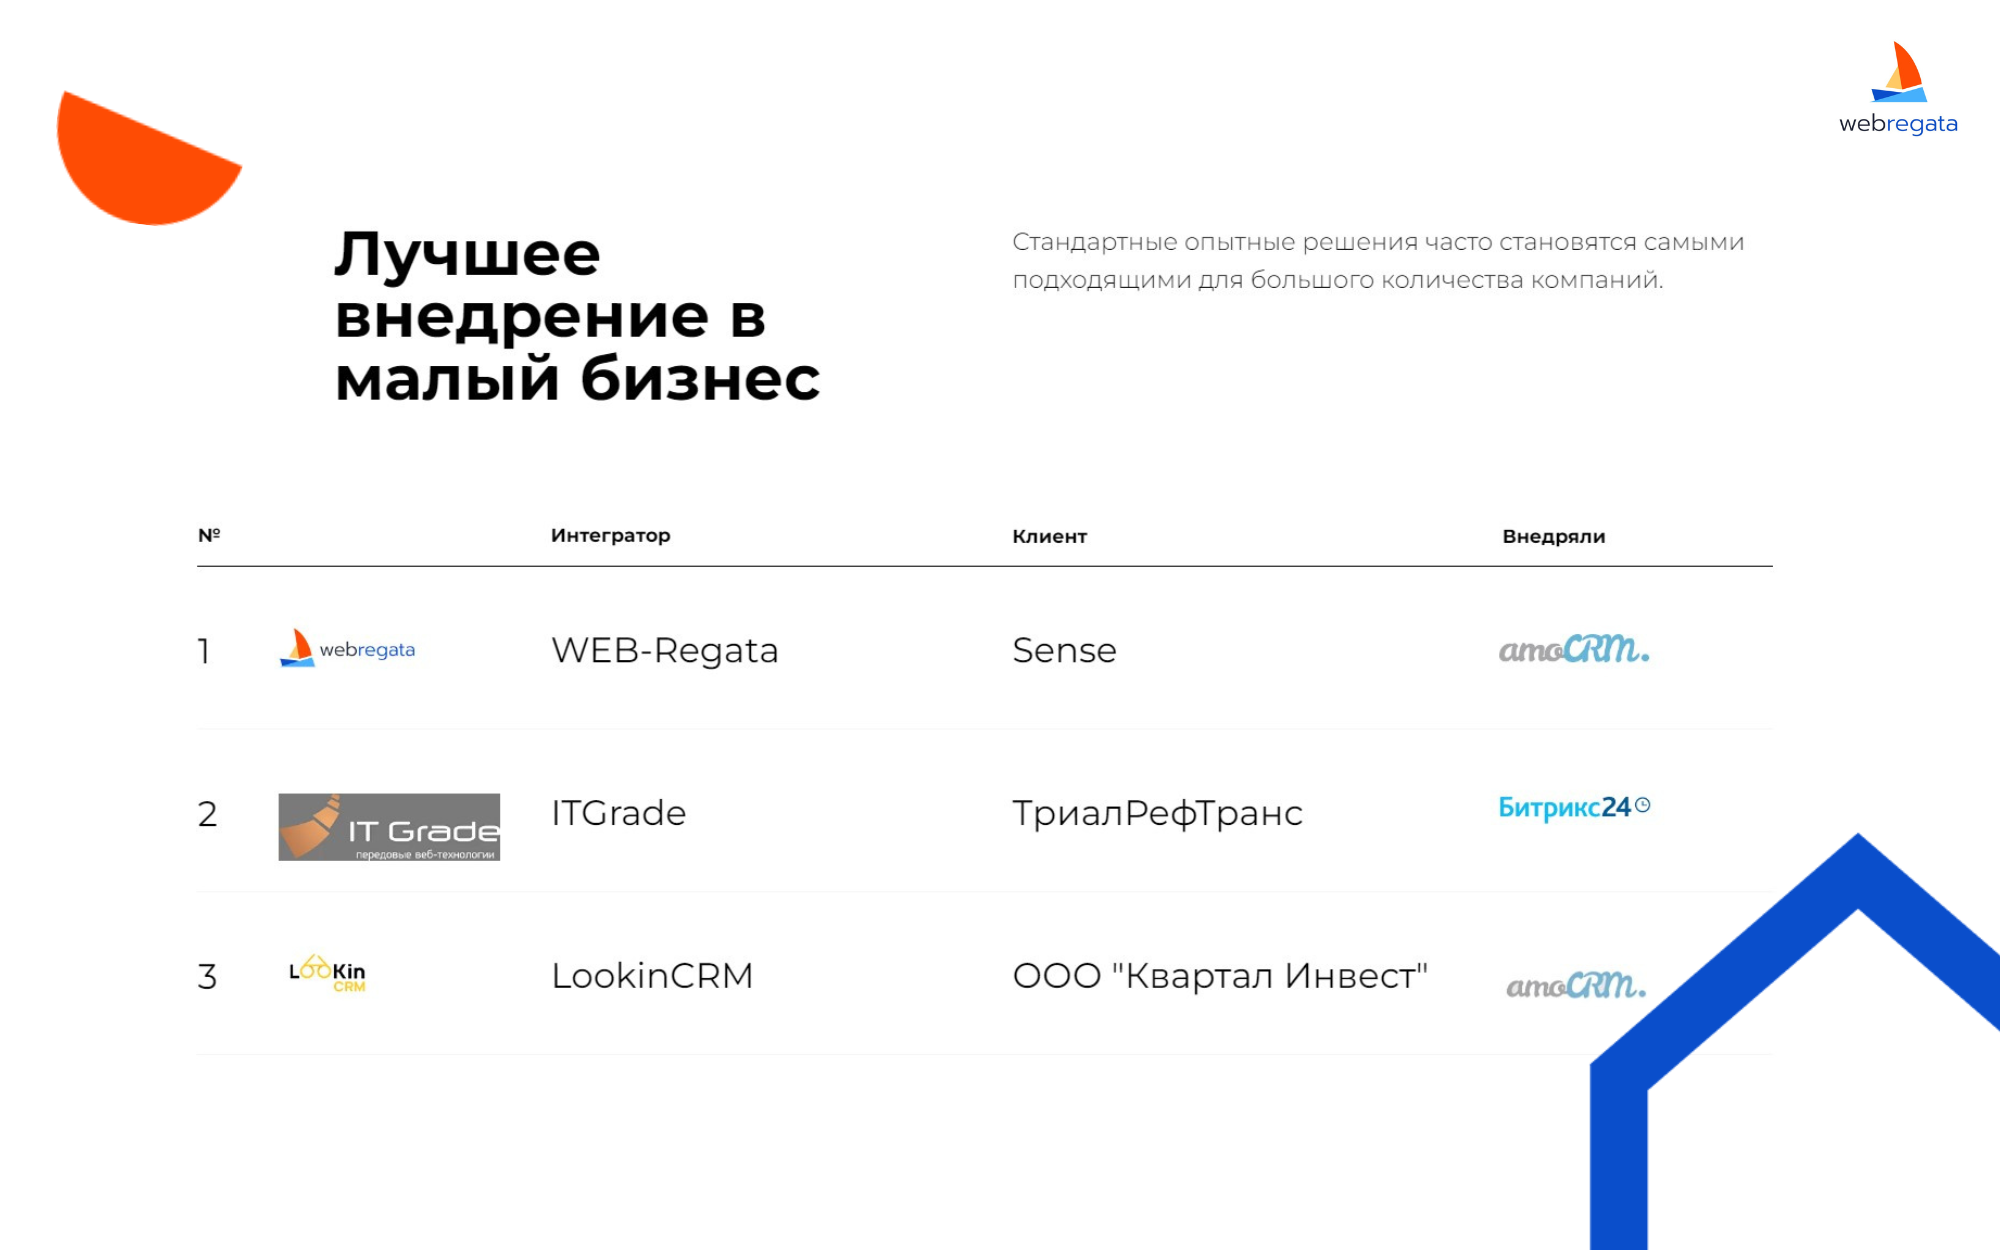 webregata
Лучшее
внедрение в
малый бизнес
Стандартные опытные решения часто становятся самыми
подходящими для большого количества компаний.
№ Интегратор Клиент Внедряли
1 webregata WEB-Regata Sense amoCRM.
2 IT Grade передовые веб-технологии ITGrade ТриалРефТранс Битрикс24
3 LOOKin CRM LookinCRM ООО "Квартал Инвест" amoCRM.